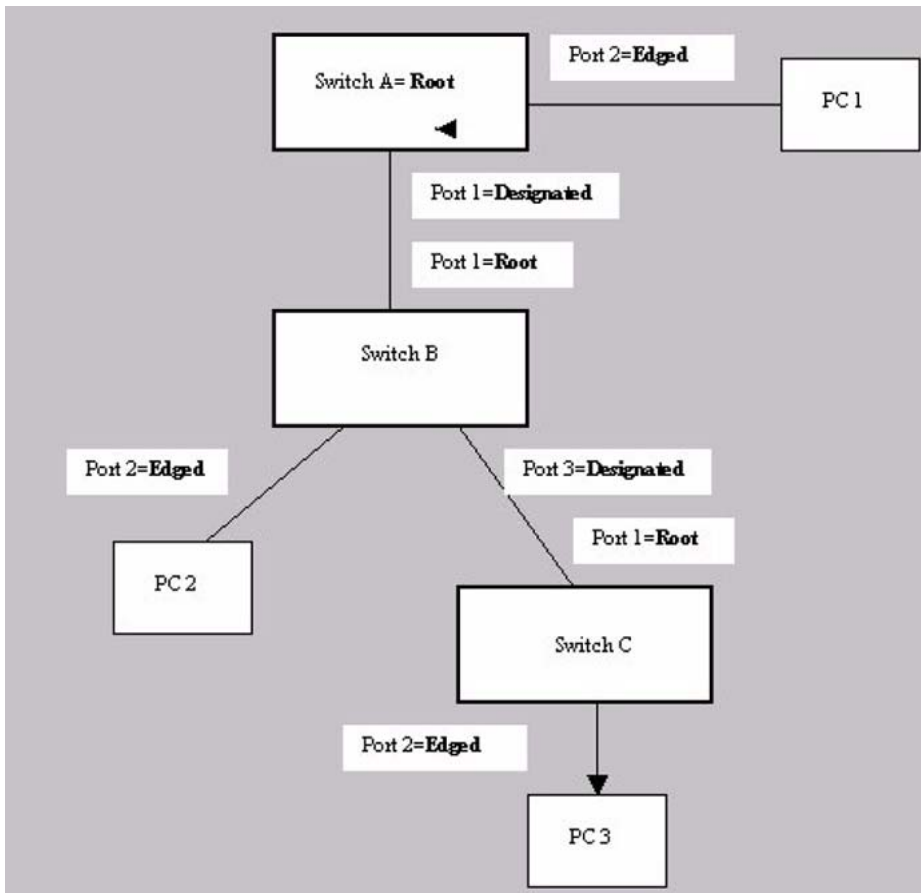 Port 2=Edged
Switch A= Root
PC 1
Port 1=Designated
Port 1=Root
Switch B
Port 2=Edged
Port 3=Designated
Port 1=Root
PC 2
Switch C
Port 2=Edged
PC 3